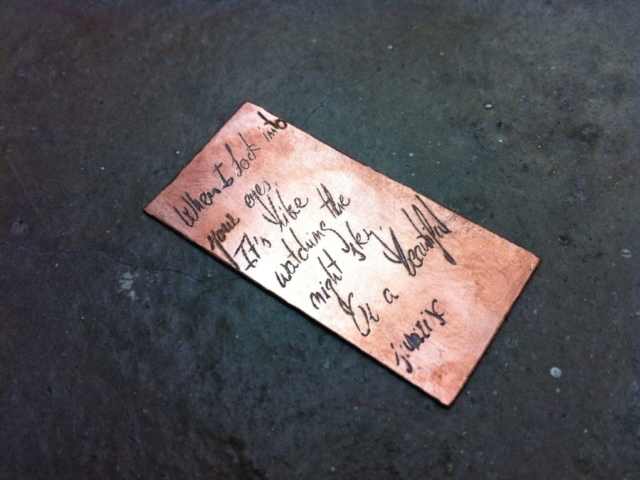 When I look into
your eyes
It's like
watching the
night sky
Or a beautiful